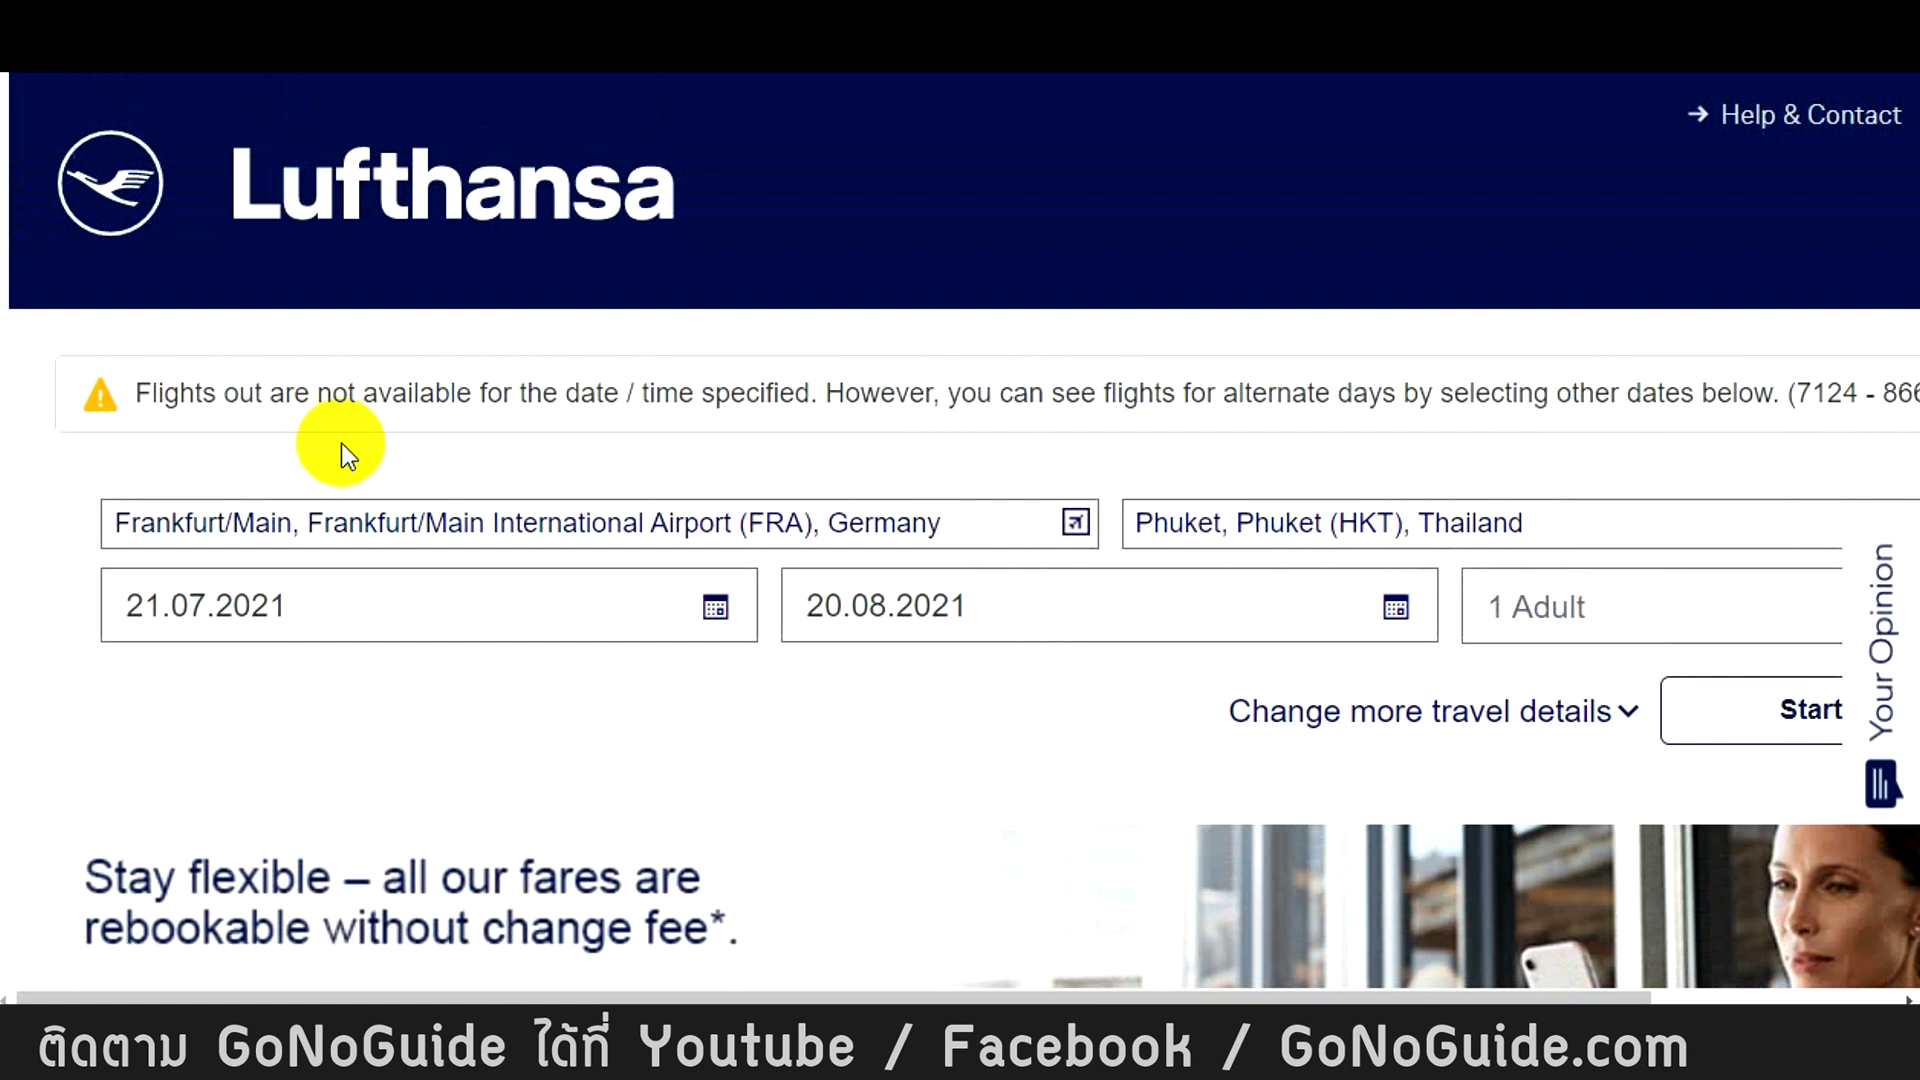 Help & Contact
Lufthansa
Flights out are not available for the date / time specified. However, you can see flights for alternate days by selecting other dates below. (7124 - 866
Frankfurt/Main, Frankfurt/Main International Airport (FRA), Germany
Phuket, Phuket (HKT), Thailand
21.07.2021
20.08.2021
1 Adult
Your Opinion
Change more travel details
Start
Stay flexible – all our fares are
rebookable without change fee*.
ติดตาม GoNoGuide ได้ที่ Youtube / Facebook / GoNoGuide.com